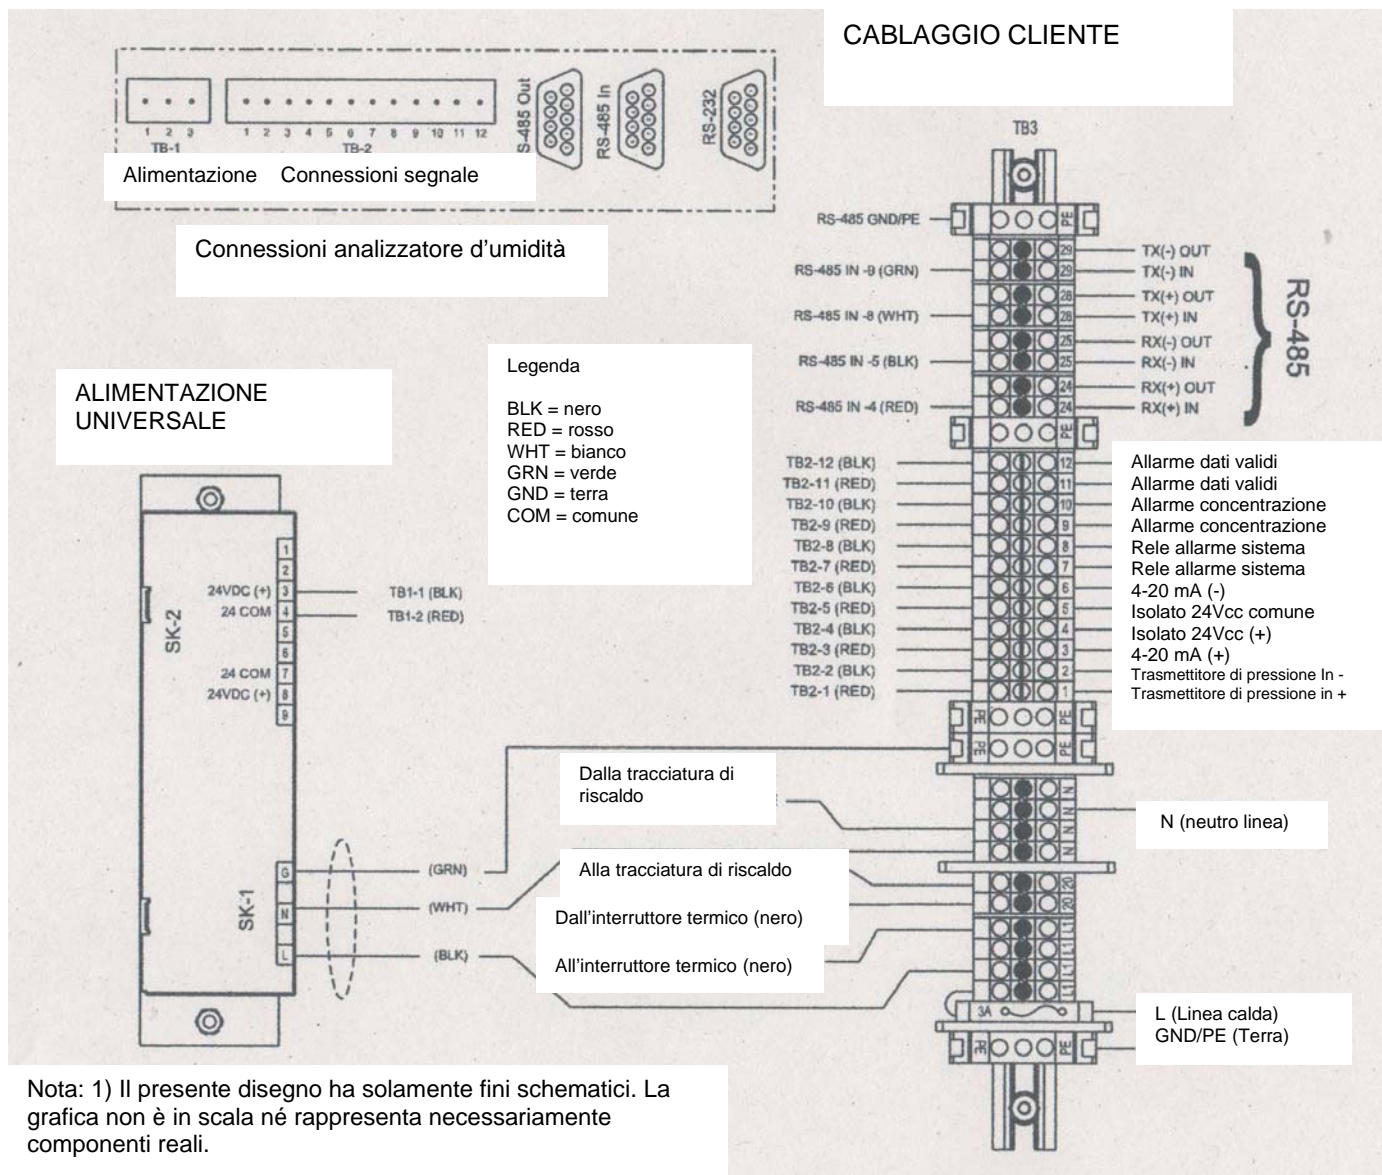 CABLAGGIO CLIENTE
1 2 3
TB-1
1 2 3 4 5 6 7 8 9 10 11 12
TB-2
S-485 Out
RS-485 In
RS-232
Alimentazione Connessioni segnale
Connessioni analizzatore d'umidità
ALIMENTAZIONE
UNIVERSALE
Legenda
BLK = nero
RED = rosso
WHT = bianco
GRN = verde
GND = terra
COM = comune
SK-2
1
2
24VDC (+) 3 TB1-1 (BLK)
24 COM 4 TB1-2 (RED)
5
6
24 COM 7
24VDC (+) 8
9
SK-1
G (GRN)
N (WHT)
L (BLK)
TB3
RS-485 GND/PE PE
29 TX(-) OUT
RS-485 IN -9 (GRN) 29 TX(-) IN
28 TX(+) OUT
RS-485 IN -8 (WHT) 28 TX(+) IN
25 RX(-) OUT
RS-485 IN -5 (BLK) 25 RX(-) IN
24 RX(+) OUT
RS-485 IN -4 (RED) 24 RX(+) IN
RS-485
PE
TB2-12 (BLK) 12 Allarme dati validi
TB2-11 (RED) 11 Allarme dati validi
TB2-10 (BLK) 10 Allarme concentrazione
TB2-9 (RED) 9 Allarme concentrazione
TB2-8 (BLK) 8 Rele allarme sistema
TB2-7 (RED) 7 Rele allarme sistema
TB2-6 (BLK) 6 4-20 mA (-)
TB2-5 (RED) 5 Isolato 24Vcc comune
TB2-4 (BLK) 4 Isolato 24Vcc (+)
TB2-3 (RED) 3 4-20 mA (+)
TB2-2 (BLK) 2 Trasmettitore di pressione In -
TB2-1 (RED) 1 Trasmettitore di pressione in +
PE PE
PE PE
Dalla tracciatura di
riscaldo
N
N
N
N
N (neutro linea)
Alla tracciatura di riscaldo
20
Dall'interruttore termico (nero)
20
All'interruttore termico (nero)
L1
L1
L1
L1
3A
L (Linea calda)
GND/PE (Terra)
PE PE
Nota: 1) Il presente disegno ha solamente fini schematici. La
grafica non è in scala né rappresenta necessariamente
componenti reali.